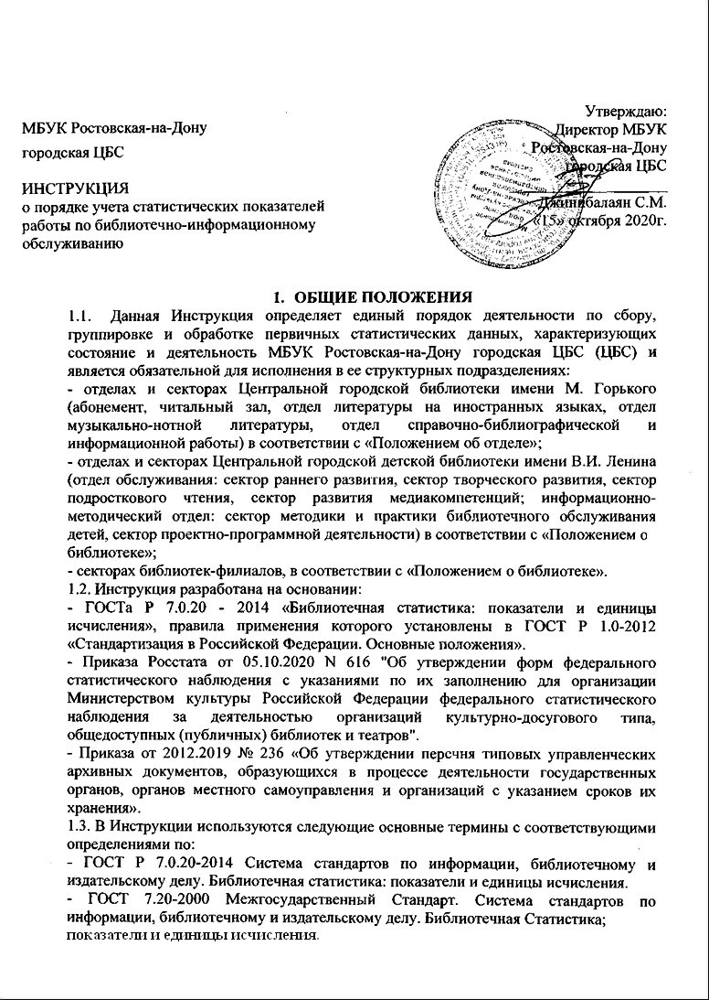 МБУК Ростовская-на-Дону
городская ЦБС
Утверждаю:
Директор МБУК
Ростовская-на-Дону
городская ЦБС
Джинибалаян С.М.
«15» октября 2020г.
ИНСТРУКЦИЯ
о порядке учета статистических показателей
работы по библиотечно-информационному
обслуживанию
1. ОБЩИЕ ПОЛОЖЕНИЯ
1.1. Данная Инструкция определяет единый порядок деятельности по сбору,
группировке и обработке первичных статистических данных, характеризующих
состояние и деятельность МБУК Ростовская-на-Дону городская ЦБС (ЦБС) и
является обязательной для исполнения в ее структурных подразделениях:
- отделах и секторах Центральной городской библиотеки имени М. Горького
(абонемент, читальный зал, отдел литературы на иностранных языках, отдел
музыкально-нотной литературы, отдел справочно-библиографической и
информационной работы) в соответствии с «Положением об отделе»;
- отделах и секторах Центральной городской детской библиотеки имени В.И. Ленина
(отдел обслуживания: сектор раннего развития, сектор творческого развития, сектор
подросткового чтения, сектор развития медиакомпетенций; информационно-
методический отдел: сектор методики и практики библиотечного обслуживания
детей, сектор проектно-программной деятельности) в соответствии с «Положением о
библиотеке»;
- секторах библиотек-филиалов, в соответствии с «Положением о библиотеке».
1.2. Инструкция разработана на основании:
- ГОСТа Р 7.0.20 - 2014 «Библиотечная статистика: показатели и единицы
исчисления», правила применения которого установлены в ГОСТ Р 1.0-2012
«Стандартизация в Российской Федерации. Основные положения».
- Приказа Росстата от 05.10.2020 N 616 "Об утверждении форм федерального
статистического наблюдения с указаниями по их заполнению для организации
Министерством культуры Российской Федерации федерального статистического
наблюдения за деятельностью организаций культурно-досугового типа,
общедоступных (публичных) библиотек и театров".
- Приказа от 2012.2019 № 236 «Об утверждении персчня типовых управленческих
архивных документов, образующихся в процессе деятельности государственных
органов, органов местного самоуправления и организаций с указанием сроков их
хранения».
1.3. В Инструкции используются следующие основные термины с соответствующими
определениями по:
- ГОСТ Р 7.0.20-2014 Система стандартов по информации, библиотечному и
издательскому делу. Библиотечная статистика: показатели и единицы исчисления.
- ГОСТ 7.20-2000 Межгосударственный Стандарт. Система стандартов по
информации, библиотечному и издательскому делу. Библиотечная Статистика;
показатели и единицы исчисления.